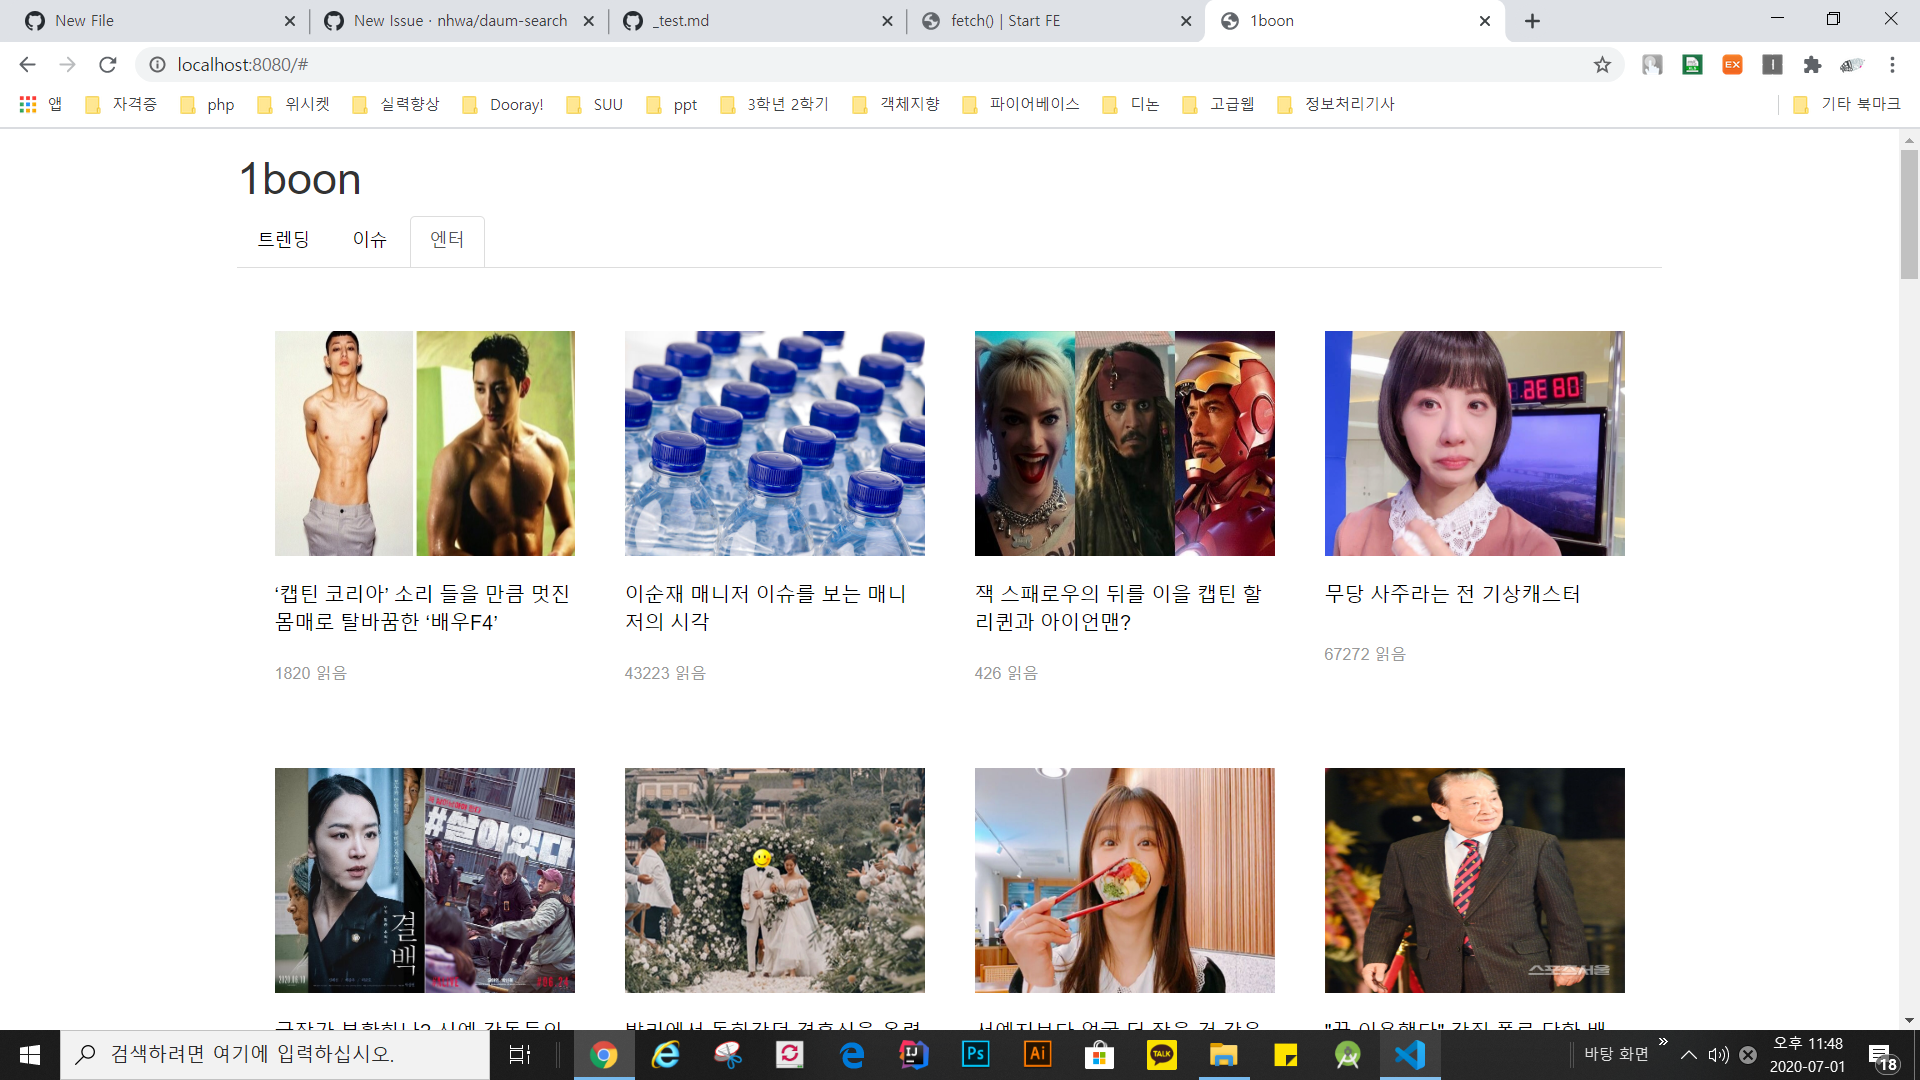 New File
New Issue · nhwa/daum-search
_test.md
fetch() | Start FE
1boon
localhost:8080/#
앱
자격증
php
위시켓
실력향상
Dooray!
SUU
ppt
3학년 2학기
객체지향
파이어베이스
디논
고급웹
정보처리기사
기타 북마크
1boon
트렌딩
이슈
엔터
‘캡틴 코리아’ 소리 들을 만큼 멋진
몸매로 탈바꿈한 ‘배우F4’
1820 읽음
이순재 매니저 이슈를 보는 매니
저의 시각
43223 읽음
잭 스패로우의 뒤를 이을 캡틴 할
리퀸과 아이언맨?
426 읽음
무당 사주라는 전 기상캐스터
67272 읽음
결백
#살아있다
스포츠서울
검색하려면 여기에 입력하십시오.
바탕 화면
오후 11:48
2020-07-01
18